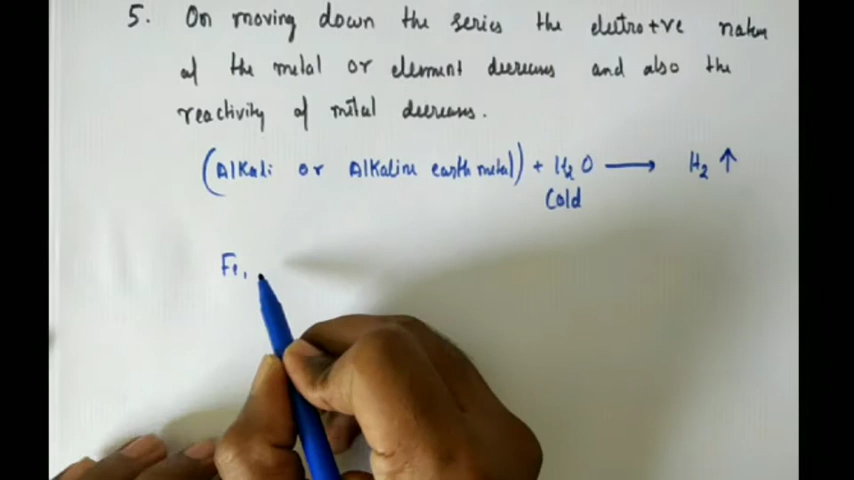 5. On moving down the series the electro+ve nature
of the metal or element decreases and also the
reactivity of metal decreases.
(Alkali or Alkaline earth metal) + H₂O ⟶ H₂ ↑
Cold
Fe,